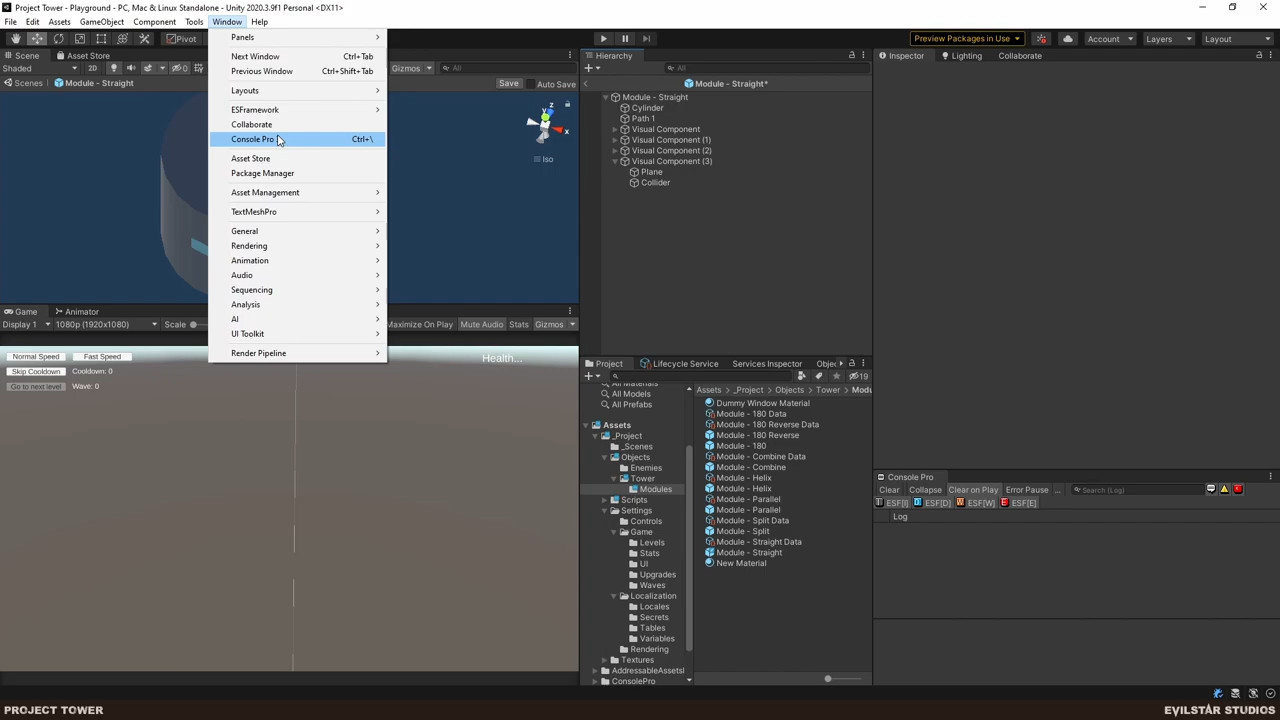 Project Tower - Playground - PC, Mac & Linux Standalone - Unity 2020.3.9f1 Personal <DX11>
File Edit Assets GameObject Component Tools Window Help
Pivot
Preview Packages in Use
Account
Layers
Layout
Scene
Asset Store
Shaded
2D
0
Gizmos
All
Scenes
Module - Straight
Save
Auto Save
z
x
Iso
Panels
Next Window Ctrl+Tab
Previous Window Ctrl+Shift+Tab
Layouts
ESFramework
Collaborate
Console Pro Ctrl+\
Asset Store
Package Manager
Asset Management
TextMeshPro
General
Rendering
Animation
Audio
Sequencing
Analysis
AI
UI Toolkit
Render Pipeline
Game
Animator
Display 1
1080p (1920x1080)
Scale
Maximize On Play
Mute Audio
Stats
Gizmos
Normal Speed
Fast Speed
Skip Cooldown
Cooldown: 0
Go to next level
Wave: 0
Health...
Hierarchy
All
Module - Straight*
Module - Straight
Cylinder
Path 1
Visual Component
Visual Component (1)
Visual Component (2)
Visual Component (3)
Plane
Collider
Project
Lifecycle Service
Services Inspector
Objec
19
All Materials
All Models
All Prefabs
Assets
_Project
_Scenes
Objects
Enemies
Tower
Modules
Scripts
Settings
Controls
Game
Levels
Stats
UI
Upgrades
Waves
Localization
Locales
Secrets
Tables
Variables
Rendering
Textures
AddressableAssetsI
ConsolePro
Assets
_Project
Objects
Tower
Modu
Dummy Window Material
Module - 180 Data
Module - 180 Reverse Data
Module - 180 Reverse
Module - 180
Module - Combine Data
Module - Combine
Module - Helix
Module - Helix
Module - Parallel
Module - Parallel
Module - Split Data
Module - Split
Module - Straight Data
Module - Straight
New Material
Inspector
Lighting
Collaborate
Console Pro
Clear
Collapse
Clear on Play
Error Pause
...
Search (Log)
ESF[I]
ESF[D]
ESF[W]
ESF[E]
Log
PROJECT TOWER
EVILSTAR STUDIOS